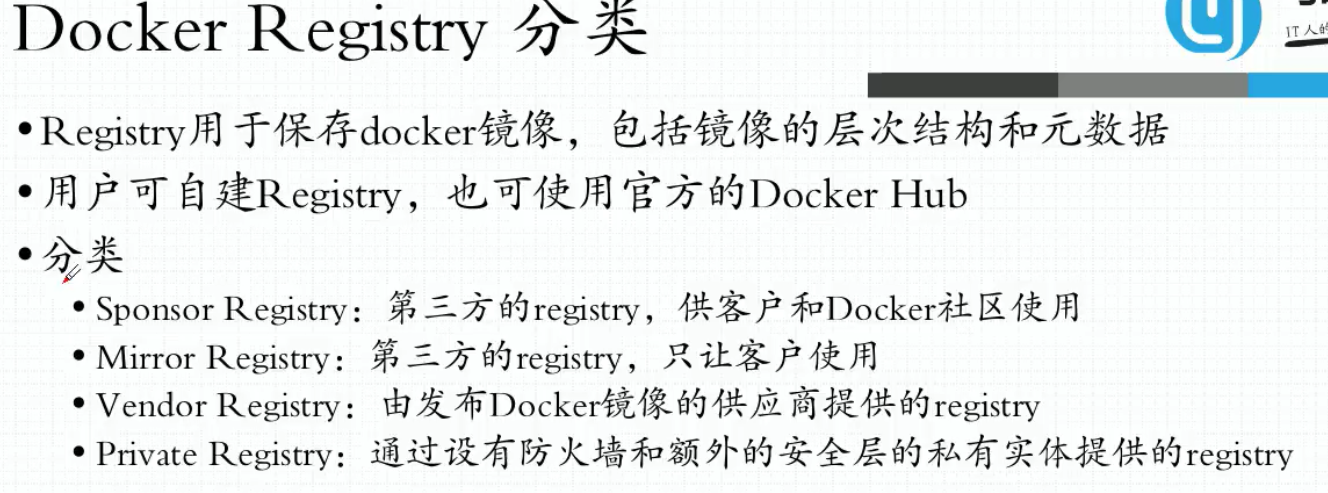 Docker Registry 分类
IT人的
•Registry用于保存docker镜像，包括镜像的层次结构和元数据
•用户可自建Registry，也可使用官方的Docker Hub
•分类
•Sponsor Registry：第三方的registry，供客户和Docker社区使用
•Mirror Registry：第三方的registry，只让客户使用
•Vendor Registry：由发布Docker镜像的供应商提供的registry
•Private Registry：通过设有防火墙和额外的安全层的私有实体提供的registry